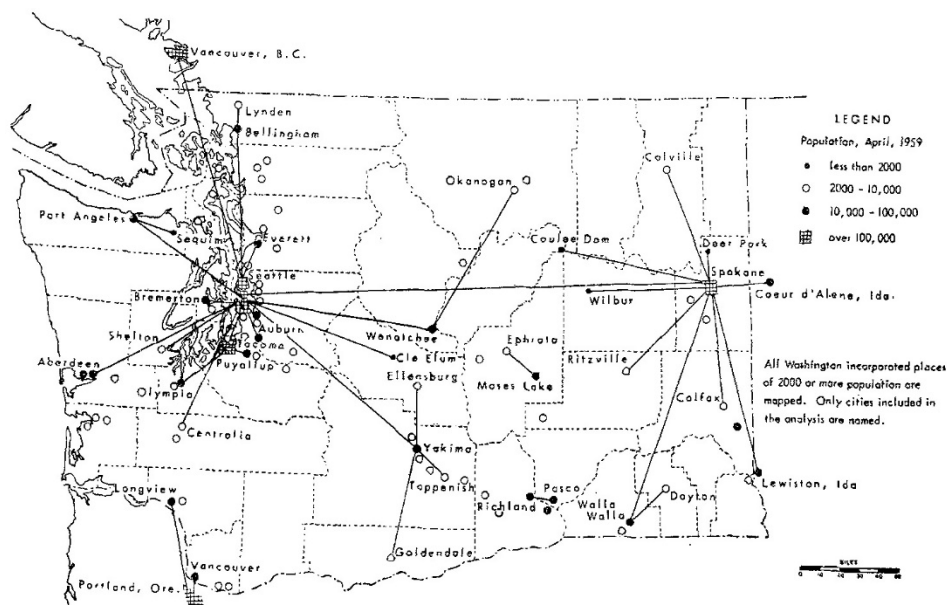 Vancouver, B.C.
Lynden
Bellingham
LEGEND
Population, April, 1959
less than 2000
2000 - 10,000
10,000 - 100,000
over 100,000
Colville
Okanogan
Port Angeles
Sequim
Everett
Coulee Dam
Deer Park
Seattle
Spokane
Bremerton
Wilbur
Coeur d'Alene, Ida.
Auburn
Wenatchee
Shelton
Tacoma
Cle Elum
Ephrata
Ritzville
Aberdeen
Puyallup
Ellensburg
Moses Lake
All Washington incorporated places
of 2000 or more population are
mapped. Only cities included
in the analysis are named.
Olympia
Colfax
Centralia
Yakima
Toppenish
Lewiston, Ida
Longview
Pasco
Richland
Walla
Walla
Dayton
Goldendale
Vancouver
Portland, Ore.
MILES